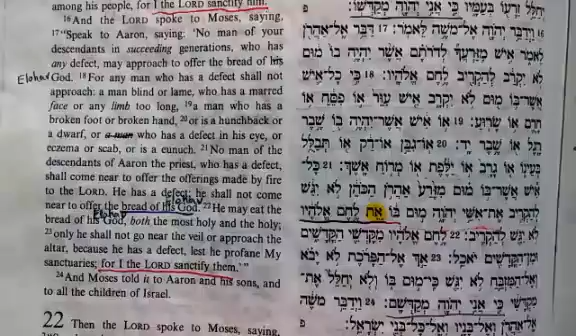 among his people, for I the LORD sanctify him.
16And the LORD spoke to Moses, saying,
17"Speak to Aaron, saying: 'No man of your
descendants in succeeding generations, who has
any defect, may approach to offer the bread of his
Elohav God. 18For any man who has a defect shall not
approach: a man blind or lame, who has a marred
face or any limb too long, 19a man who has a
broken foot or broken hand, 20or is a hunchback or
a dwarf, or a man who has a defect in his eye, or
eczema or scab, or is a eunuch. 21No man of the
descendants of Aaron the priest, who has a defect,
shall come near to offer the offerings made by fire
to the LORD. He has a defect; he shall not come
near to offer the bread of his God. 22He may eat the
bread of his God, both the most holy and the holy;
23only he shall not go near the veil or approach the
altar, because he has a defect, lest he profane My
sanctuaries; for I the LORD sanctify them.'"
24And Moses told it to Aaron and his sons, and
to all the children of Israel.
22 Then the LORD spoke to Moses, saying,
יְחַלֵּל זַרְעוֹ בְּעַמָּיו כִּי אֲנִי יְהוָה מְקַדְּשׁוֹ: פ
16 וַיְדַבֵּר יְהוָה אֶל־מֹשֶׁה לֵּאמֹר: 17 דַּבֵּר אֶל־אַהֲרֹן
לֵאמֹר אִישׁ מִזַּרְעֲךָ לְדֹרֹתָם אֲשֶׁר יִהְיֶה בוֹ מוּם
לֹא יִקְרַב לְהַקְרִיב לֶחֶם אֱלֹהָיו: 18 כִּי כָל־אִישׁ
אֲשֶׁר־בּוֹ מוּם לֹא יִקְרָב אִישׁ עִוֵּר אוֹ פִסֵּחַ אוֹ
חָרֻם אוֹ שָׂרוּעַ: 19 אוֹ אִישׁ אֲשֶׁר־יִהְיֶה בוֹ שֶׁבֶר
רָגֶל אוֹ שֶׁבֶר יָד: 20 אוֹ־גִבֵּן אוֹ־דַק אוֹ תְּבַלֻּל
בְּעֵינוֹ אוֹ גָרָב אוֹ יַלֶּפֶת אוֹ מְרוֹחַ אָשֶׁךְ: 21 כָּל־
אִישׁ אֲשֶׁר־בּוֹ מוּם מִזֶּרַע אַהֲרֹן הַכֹּהֵן לֹא יִגַּשׁ
לְהַקְרִיב אֶת־אִשֵּׁי יְהוָה מוּם בּוֹ אֵת לֶחֶם אֱלֹהָיו
לֹא יִגַּשׁ לְהַקְרִיב: 22 לֶחֶם אֱלֹהָיו מִקָּדְשֵׁי הַקֳּדָשִׁים
וּמִן־הַקֳּדָשִׁים יֹאכֵל: 23 אַךְ אֶל־הַפָּרֹכֶת לֹא יָבֹא
וְאֶל־הַמִּזְבֵּחַ לֹא יִגַּשׁ כִּי־מוּם בּוֹ וְלֹא יְחַלֵּל אֶת־
מִקְדָּשַׁי כִּי אֲנִי יְהוָה מְקַדְּשָׁם: 24 וַיְדַבֵּר מֹשֶׁה
אֶל־אַהֲרֹן וְאֶל־בָּנָיו וְאֶל־כָּל־בְּנֵי יִשְׂרָאֵל: פ